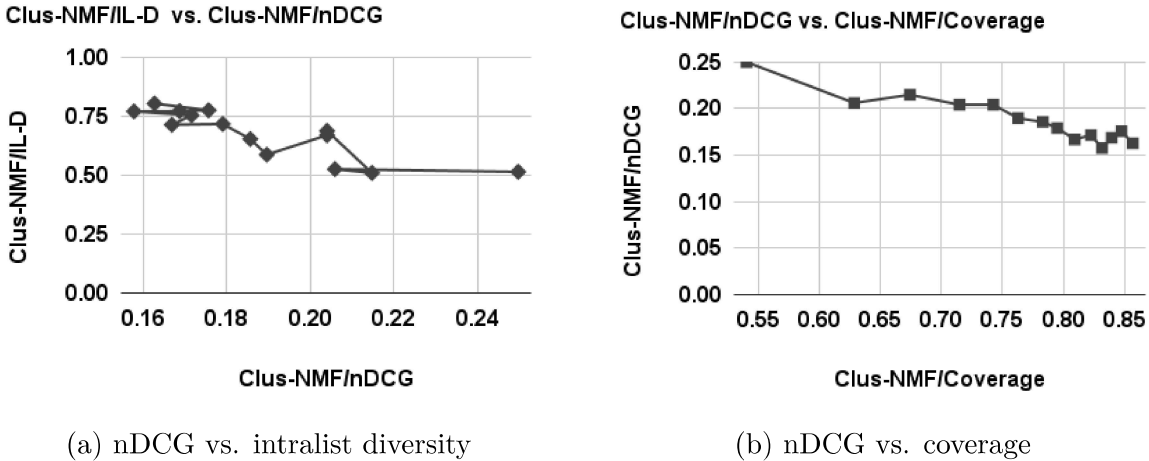 Clus-NMF/IL-D vs. Clus-NMF/nDCG
1.00
0.75
0.50
0.25
0.00
Clus-NMF/IL-D
0.16 0.18 0.20 0.22 0.24
Clus-NMF/nDCG
(a) nDCG vs. intralist diversity
Clus-NMF/nDCG vs. Clus-NMF/Coverage
0.25
0.20
0.15
0.10
0.05
0.00
Clus-NMF/nDCG
0.55 0.60 0.65 0.70 0.75 0.80 0.85
Clus-NMF/Coverage
(b) nDCG vs. coverage